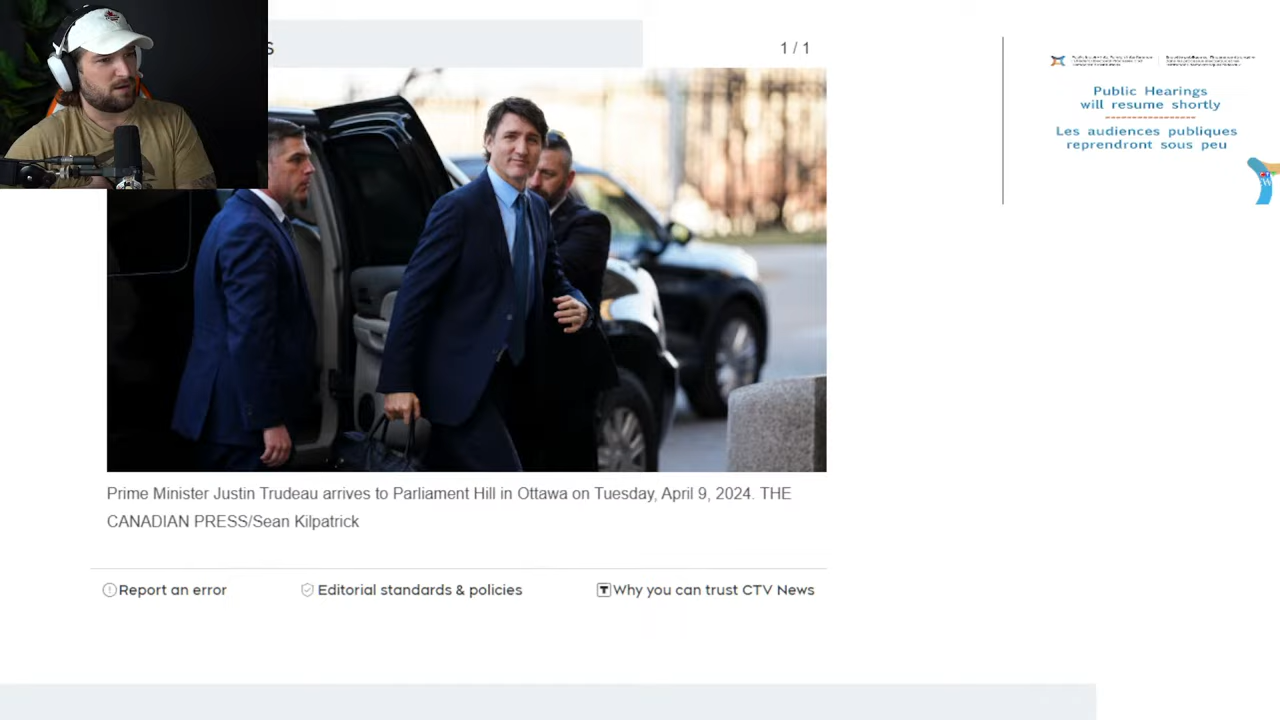 S
1 / 1
Public Hearings
will resume shortly
Les audiences publiques
reprendront sous peu
Prime Minister Justin Trudeau arrives to Parliament Hill in Ottawa on Tuesday, April 9, 2024. THE
CANADIAN PRESS/Sean Kilpatrick
Report an error
Editorial standards & policies
Why you can trust CTV News